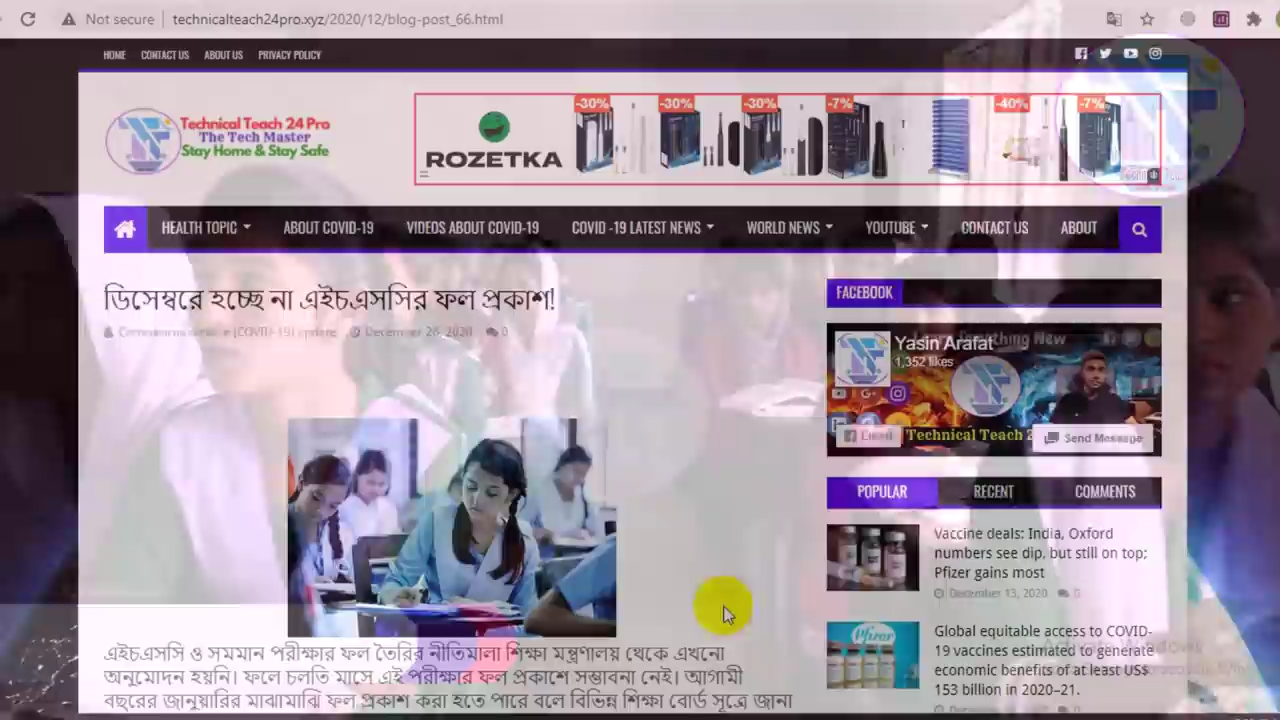 Not secure
technicalteach24pro.xyz/2020/12/blog-post_66.html
HOME CONTACT US ABOUT US PRIVACY POLICY
Technical Teach 24 Pro
The Tech Master
Stay Home & Stay Safe
ROZETKA
-30% -30% -30% -7% -40% -7%
HEALTH TOPIC ABOUT COVID-19 VIDEOS ABOUT COVID-19 COVID -19 LATEST NEWS WORLD NEWS YOUTUBE CONTACT US ABOUT
ডিসেম্বরে হচ্ছে না এইচএসসির ফল প্রকাশ!
(COVID-19) Update December 26, 2020 0
এইচএসসি ও সমমান পরীক্ষার ফল তৈরির নীতিমালা শিক্ষা মন্ত্রণালয় থেকে এখনো
অনুমোদন হয়নি। ফলে চলতি মাসে এই পরীক্ষার ফল প্রকাশে সম্ভাবনা নেই। আগামী
বছরের জানুয়ারির মাঝামাঝি ফল প্রকাশ করা হতে পারে বলে বিভিন্ন শিক্ষা বোর্ড সূত্রে জানা
FACEBOOK
Yasin Arafat
1,352 likes
Technical Teach 2
Send Message
POPULAR RECENT COMMENTS
Vaccine deals: India, Oxford
numbers see dip, but still on top;
Pfizer gains most
December 13, 2020 0
Pfizer
Global equitable access to COVID-
19 vaccines estimated to generate
economic benefits of at least US$
153 billion in 2020–21.